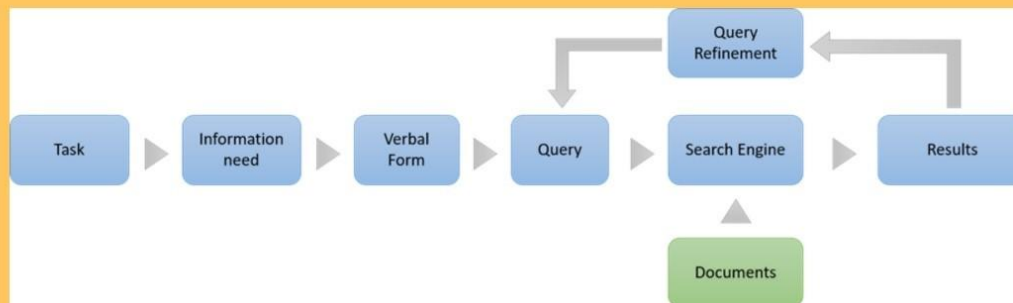 Query
Refinement
Task
Information
need
Verbal
Form
Query
Search Engine
Results
Documents